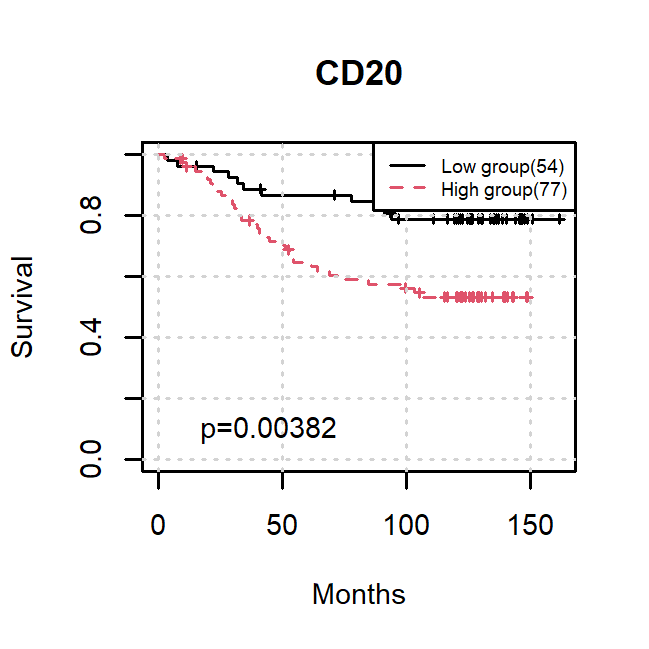 CD20
Low group(54)
High group(77)
Survival
0.8
0.4
0.0
p=0.00382
0 50 100 150
Months